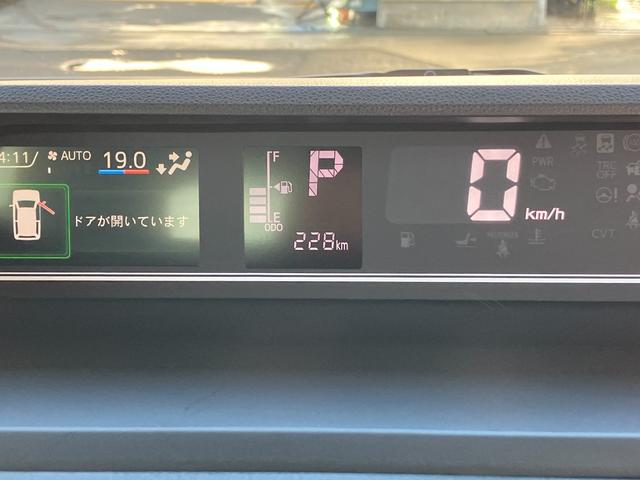 4:11
AUTO
19.0
ドアが開いています
F
E
P
ODO
228km
0
km/h
PWR
TRC
OFF
PASSENGER
CVT